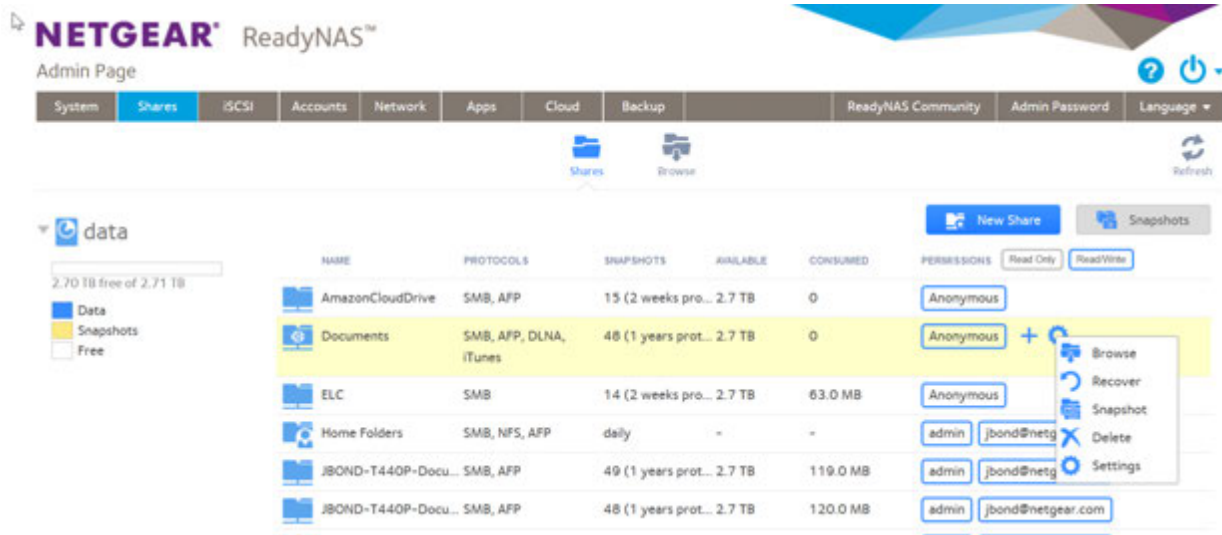 NETGEAR® ReadyNAS™
Admin Page
System Shares iSCSI Accounts Network Apps Cloud Backup ReadyNAS Community Admin Password Language
Shares Browse Refresh
data
New Share Snapshots
2.70 TB free of 2.71 TB
Data
Snapshots
Free
NAME PROTOCOLS SNAPSHOTS AVAILABLE CONSUMED PERMISSIONS Read Only Read/Write
AmazonCloudDrive SMB, AFP 15 (2 weeks pro... 2.7 TB 0 Anonymous
Documents SMB, AFP, DLNA, 48 (1 years prot... 2.7 TB 0 Anonymous
iTunes
Browse
Recover
Snapshot
Delete
Settings
ELC SMB 14 (2 weeks pro... 2.7 TB 63.0 MB Anonymous
Home Folders SMB, NFS, AFP daily - - admin jbond@netg
JBOND-T440P-Docu... SMB, AFP 49 (1 years prot... 2.7 TB 119.0 MB admin jbond@netg
JBOND-T440P-Docu... SMB, AFP 48 (1 years prot... 2.7 TB 120.0 MB admin jbond@netgear.com